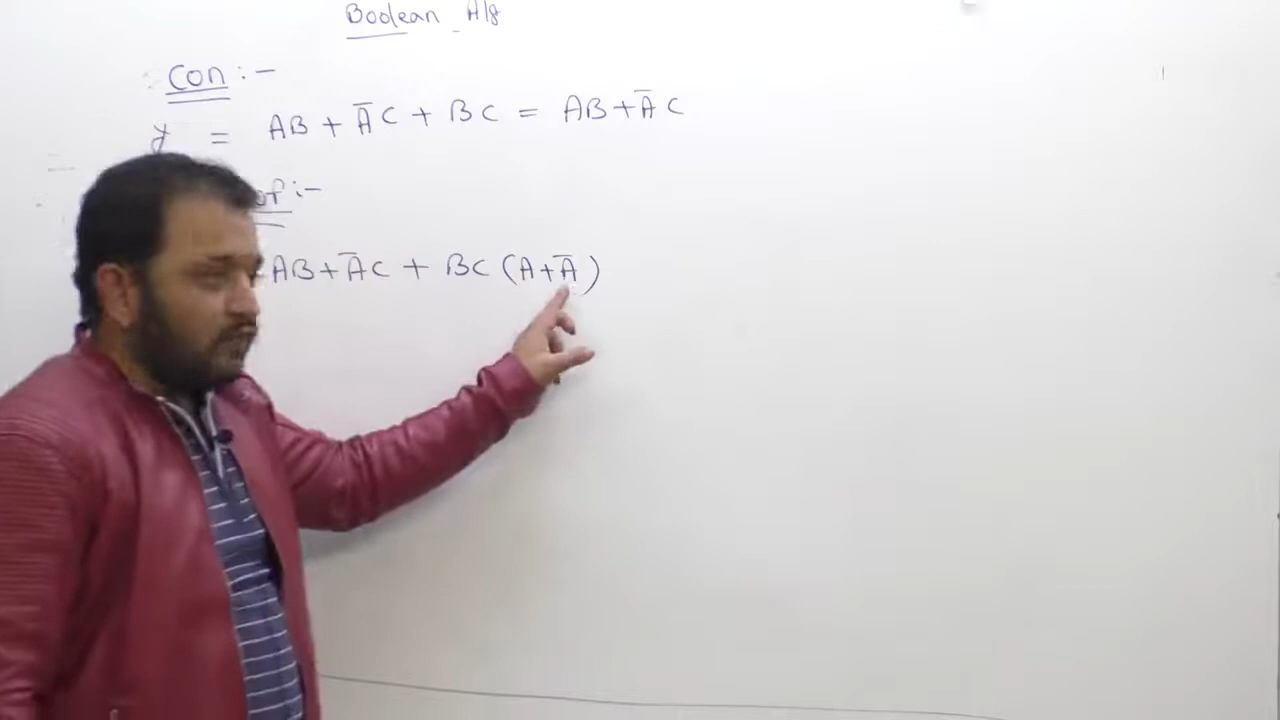 Boolean Alg
Con :-
y = AB + A̅C + BC = AB + A̅C
of :-
AB + A̅C + BC (A + A̅)